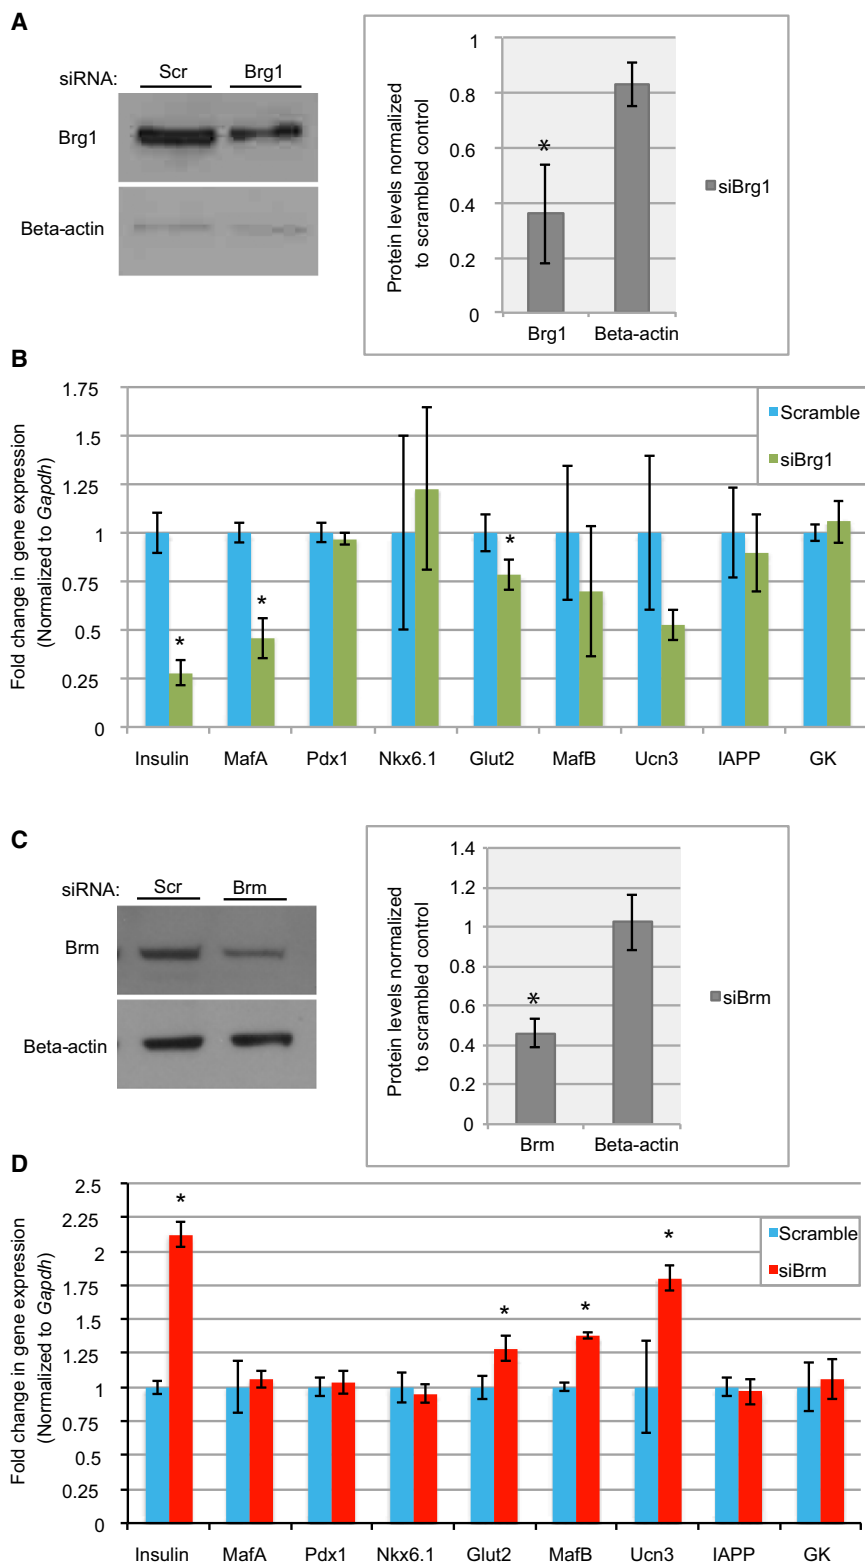 A
siRNA: Scr Brg1
Brg1
Beta-actin
Protein levels normalized
to scrambled control
1
0.8
0.6
0.4
0.2
0
*
Brg1 Beta-actin
siBrg1
B
Fold change in gene expression
(Normalized to Gapdh)
1.75
1.5
1.25
1
0.75
0.5
0.25
0
* * *
Scramble
siBrg1
Insulin MafA Pdx1 Nkx6.1 Glut2 MafB Ucn3 IAPP GK
C
siRNA: Scr Brm
Brm
Beta-actin
Protein levels normalized
to scrambled control
1.4
1.2
1
0.8
0.6
0.4
0.2
0
*
Brm Beta-actin
siBrm
D
Fold change in gene expression
(Normalized to Gapdh)
2.5
2.25
2
1.75
1.5
1.25
1
0.75
0.5
0.25
0
* * * *
Scramble
siBrm
Insulin MafA Pdx1 Nkx6.1 Glut2 MafB Ucn3 IAPP GK